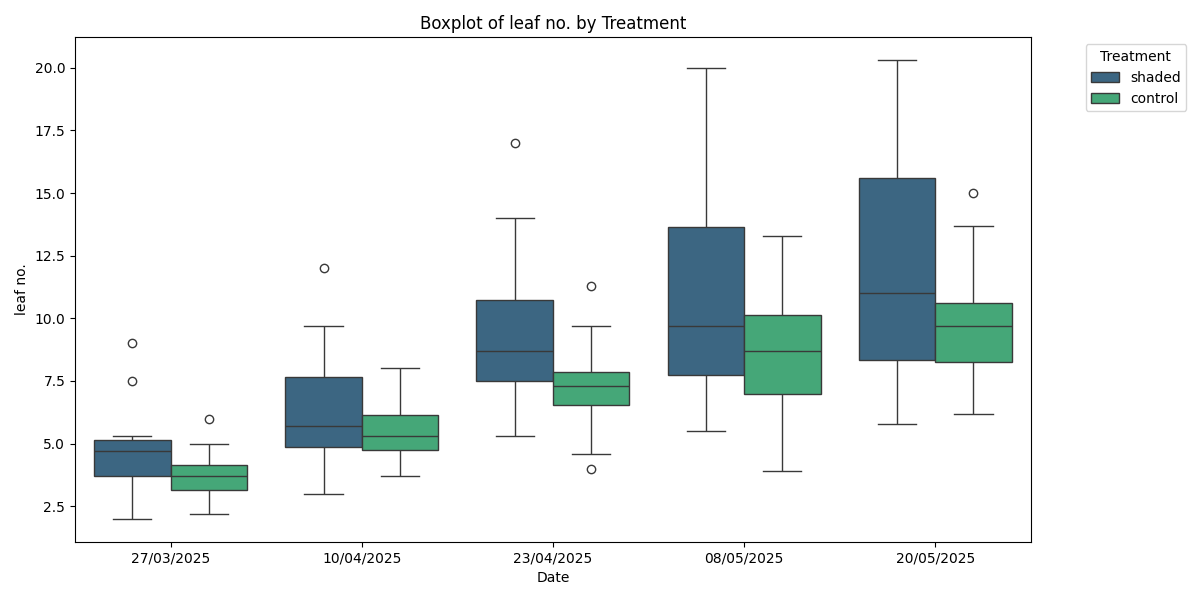 Boxplot of leaf no. by Treatment
Treatment
shaded
control
leaf no.
20.0
17.5
15.0
12.5
10.0
7.5
5.0
2.5
27/03/2025
10/04/2025
23/04/2025
08/05/2025
20/05/2025
Date